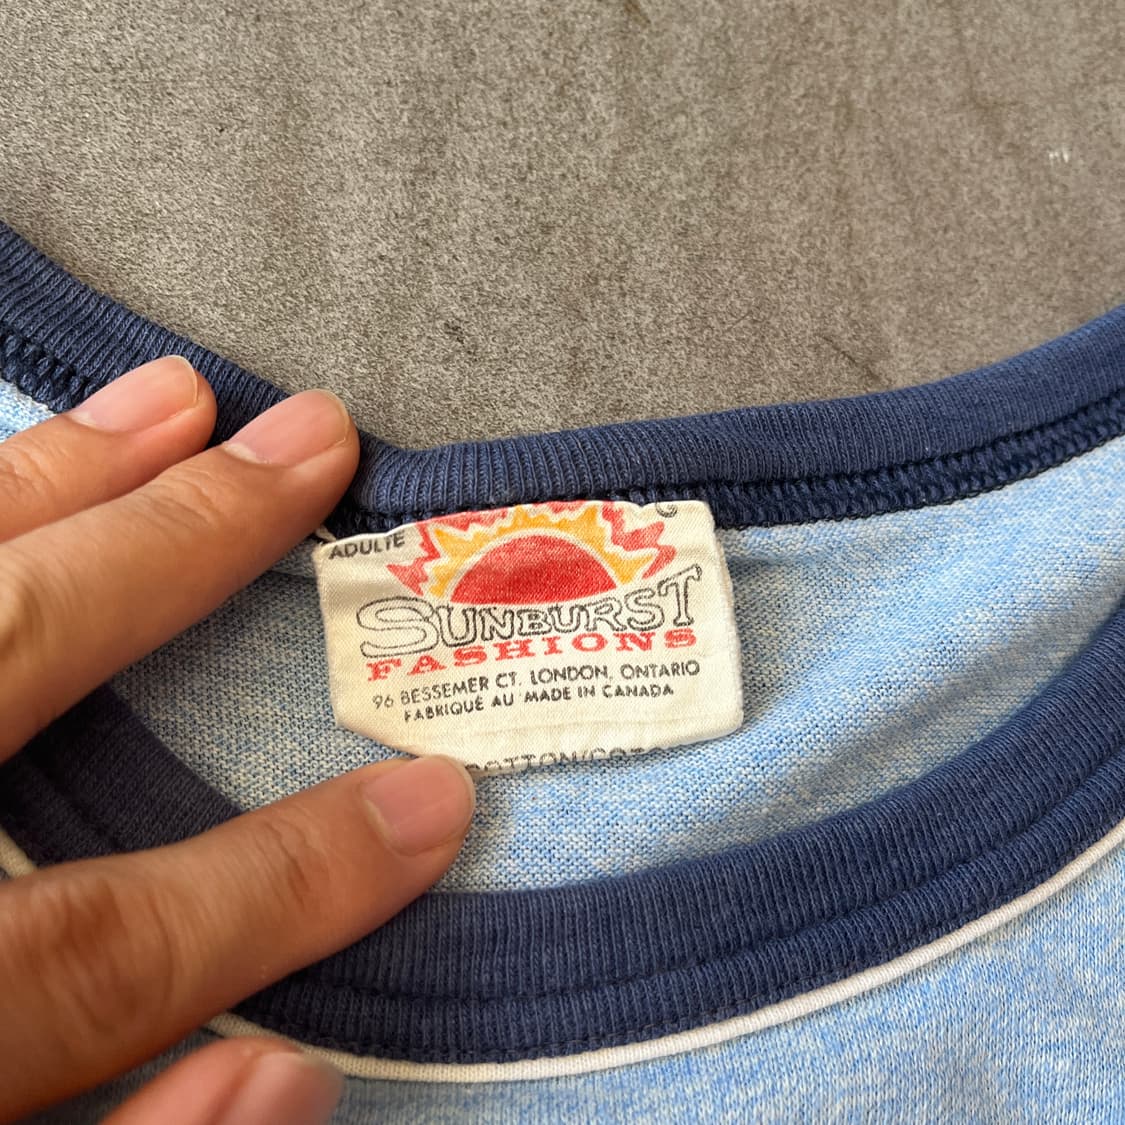 ADULTE
SUNBURST
FASHIONS
96 BESSEMER CT. LONDON, ONTARIO
FABRIQUÉ AU MADE IN CANADA